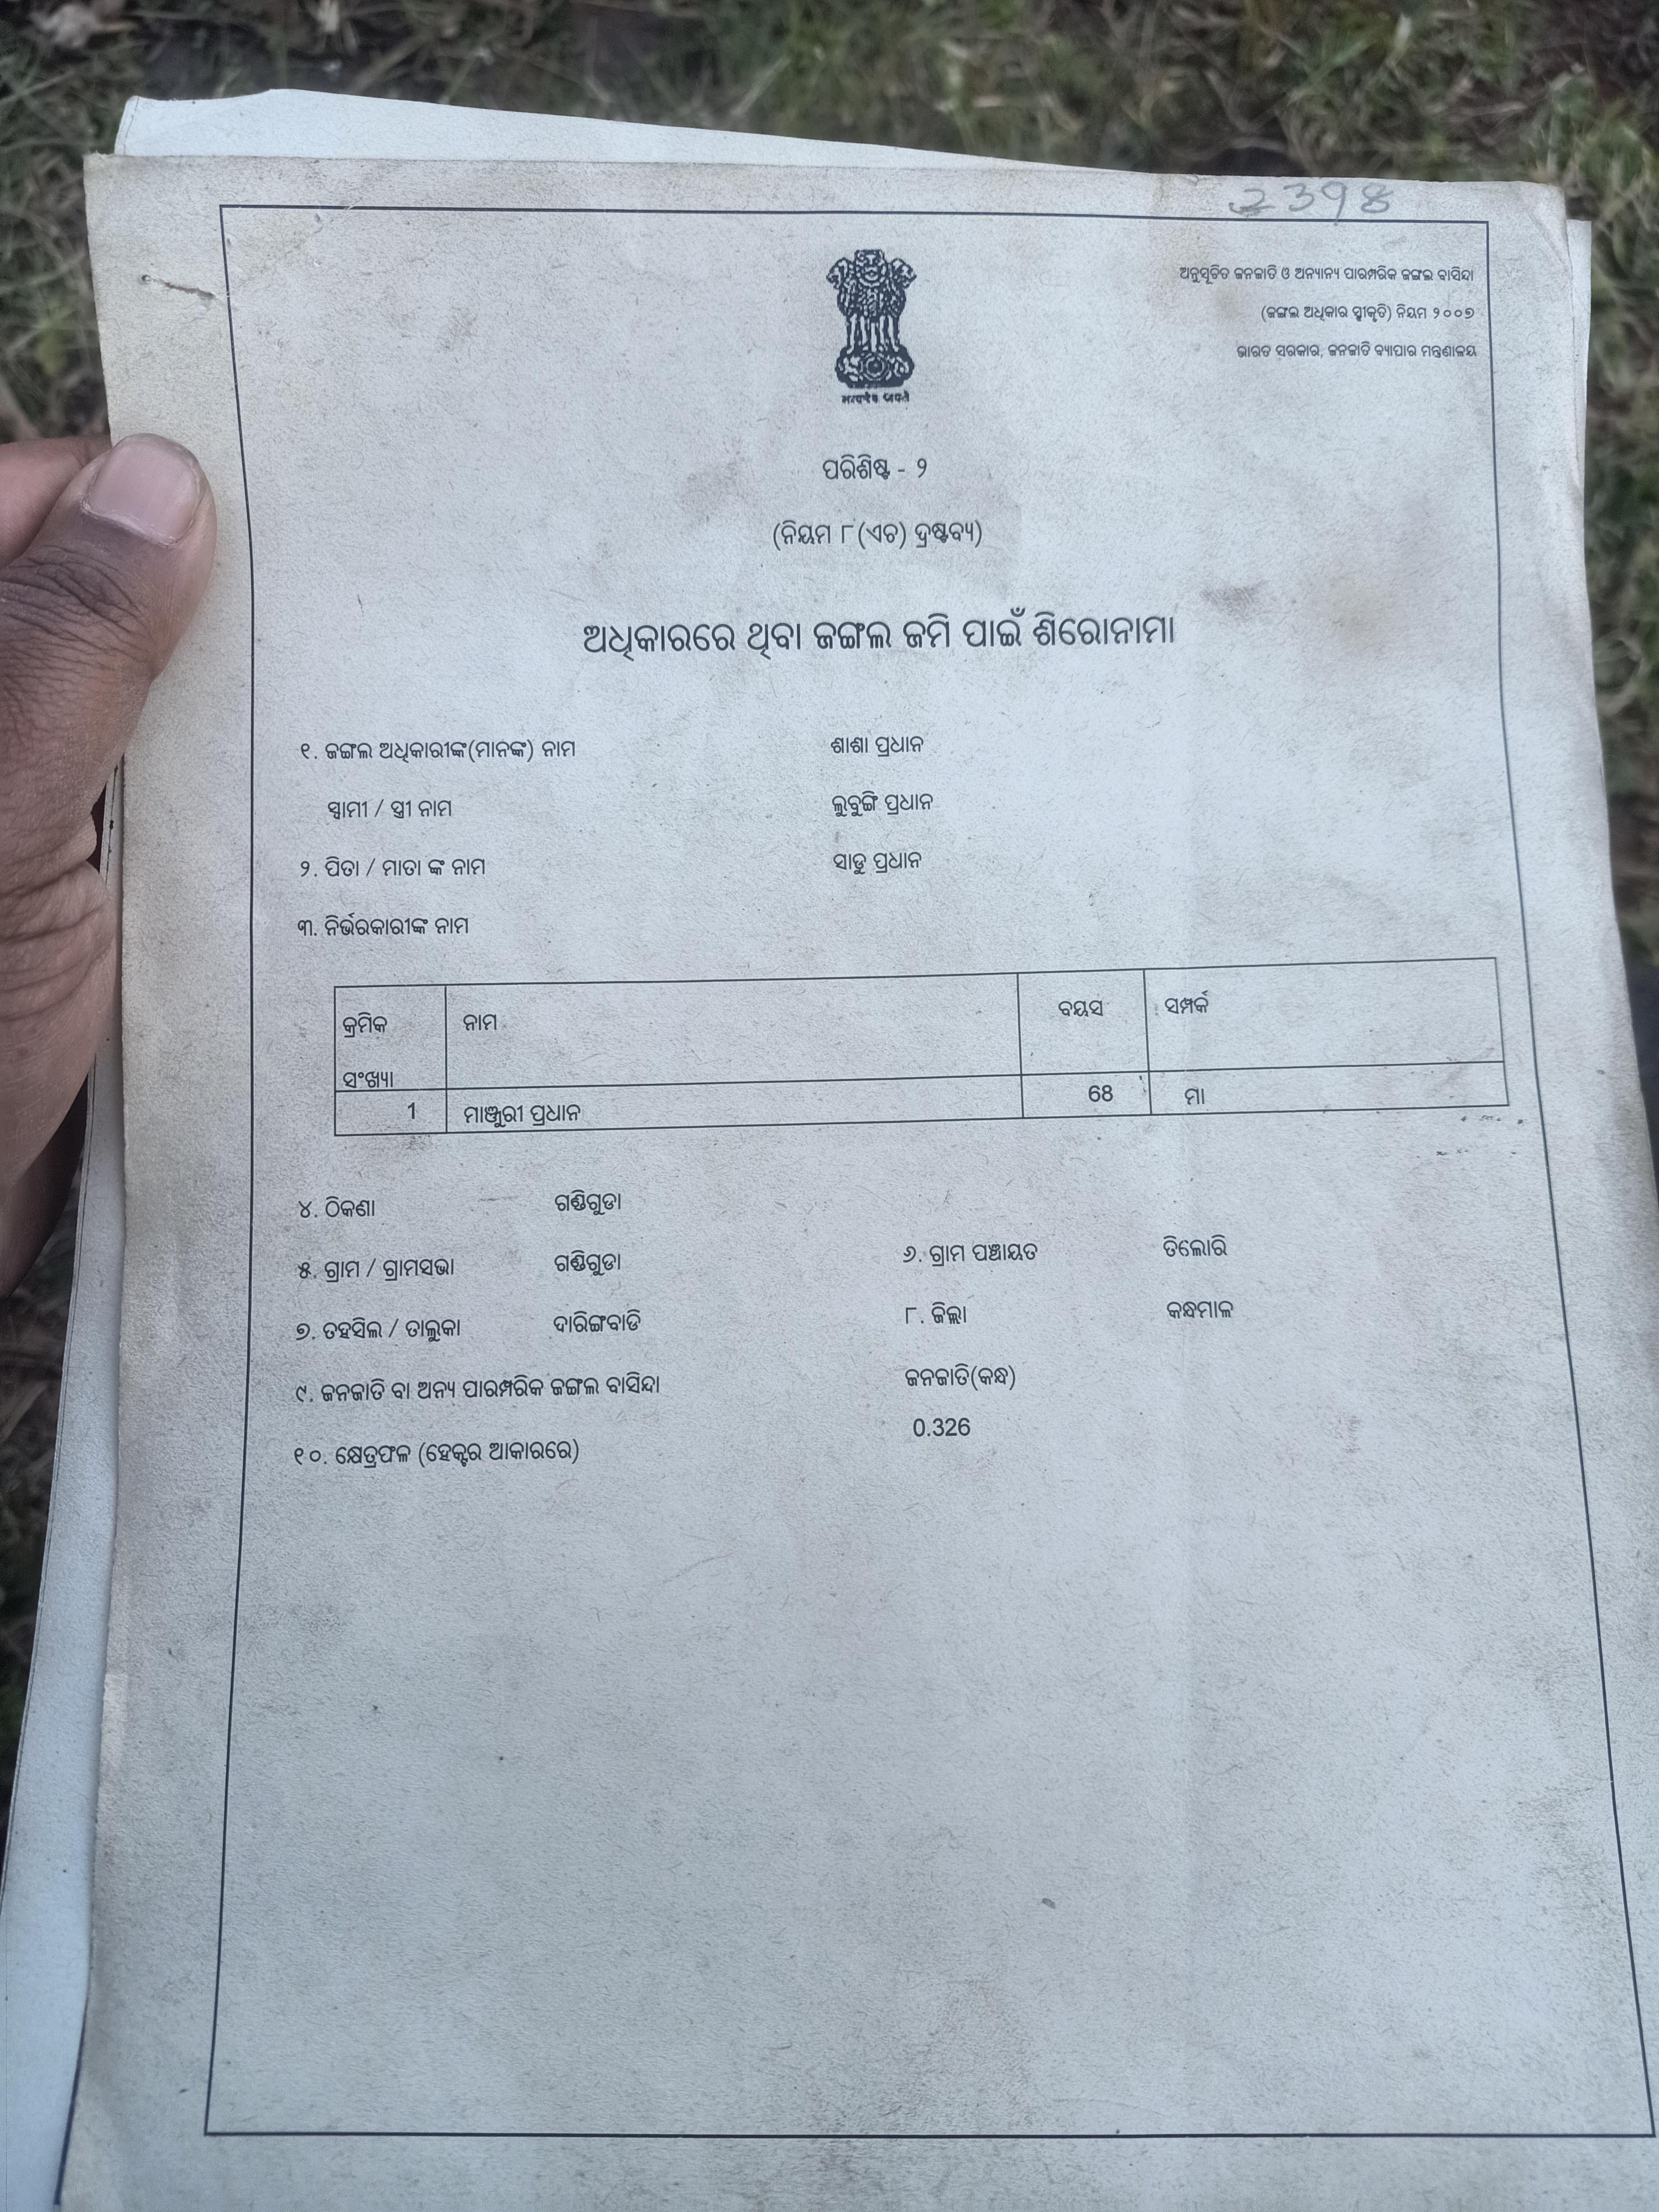 2398
ଅନୁସୂଚିତ ଜନଜାତି ଓ ଅନ୍ୟାନ୍ୟ ପାରମ୍ପରିକ ଜଙ୍ଗଲ ବାସିନ୍ଦା
(ଜଙ୍ଗଲ ଅଧିକାର ସ୍ୱୀକୃତି) ନିୟମ ୨୦୦୭
ଭାରତ ସରକାର, ଜନଜାତି ବ୍ୟାପାର ମନ୍ତ୍ରଣାଳୟ
सत्यमेव जयते
ପରିଶିଷ୍ଟ - ୨
(ନିୟମ ୮(ଏଚ) ଦ୍ରଷ୍ଟବ୍ୟ)
ଅଧିକାରରେ ଥିବା ଜଙ୍ଗଲ ଜମି ପାଇଁ ଶିରୋନାମା
୧. ଜଙ୍ଗଲ ଅଧିକାରୀଙ୍କ(ମାନଙ୍କ) ନାମ ଶାଶା ପ୍ରଧାନ
ସ୍ୱାମୀ / ସ୍ତ୍ରୀ ନାମ ଲୁବୁଙ୍ଗି ପ୍ରଧାନ
୨. ପିତା / ମାତା ଙ୍କ ନାମ ସାଡୁ ପ୍ରଧାନ
୩. ନିର୍ଭରକାରୀଙ୍କ ନାମ
କ୍ରମିକ ସଂଖ୍ୟା ନାମ ବୟସ ସମ୍ପର୍କ
1 ମାଞ୍ଜୁରୀ ପ୍ରଧାନ 68 ମା
୪. ଠିକଣା ଗଣ୍ଡିଗୁଡା
୫. ଗ୍ରାମ / ଗ୍ରାମସଭା ଗଣ୍ଡିଗୁଡା ୬. ଗ୍ରାମ ପଞ୍ଚାୟତ ତିଲୋରି
୭. ତହସିଲ / ତାଲୁକା ଦାରିଙ୍ଗବାଡି ୮. ଜିଲ୍ଲା କନ୍ଧମାଳ
୯. ଜନଜାତି ବା ଅନ୍ୟ ପାରମ୍ପରିକ ଜଙ୍ଗଲ ବାସିନ୍ଦା ଜନଜାତି(କନ୍ଧ)
୧୦. କ୍ଷେତ୍ରଫଳ (ହେକ୍ଟର ଆକାରରେ) 0.326